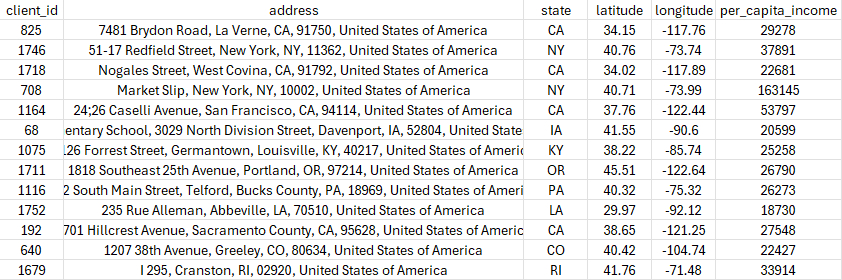 client_id address state latitude longitude per_capita_income
825 7481 Brydon Road, La Verne, CA, 91750, United States of America CA 34.15 -117.76 29278
1746 51-17 Redfield Street, New York, NY, 11362, United States of America NY 40.76 -73.74 37891
1718 Nogales Street, West Covina, CA, 91792, United States of America CA 34.02 -117.89 22681
708 Market Slip, New York, NY, 10002, United States of America NY 40.71 -73.99 163145
1164 24;26 Caselli Avenue, San Francisco, CA, 94114, United States of America CA 37.76 -122.44 53797
68 entary School, 3029 North Division Street, Davenport, IA, 52804, United State IA 41.55 -90.6 20599
1075 126 Forrest Street, Germantown, Louisville, KY, 40217, United States of Americ KY 38.22 -85.74 25258
1711 1818 Southeast 25th Avenue, Portland, OR, 97214, United States of America OR 45.51 -122.64 26790
1116 2 South Main Street, Telford, Bucks County, PA, 18969, United States of Ameri PA 40.32 -75.32 26273
1752 235 Rue Alleman, Abbeville, LA, 70510, United States of America LA 29.97 -92.12 18730
192 701 Hillcrest Avenue, Sacramento County, CA, 95628, United States of Americ CA 38.65 -121.25 27548
640 1207 38th Avenue, Greeley, CO, 80634, United States of America CO 40.42 -104.74 22427
1679 I 295, Cranston, RI, 02920, United States of America RI 41.76 -71.48 33914